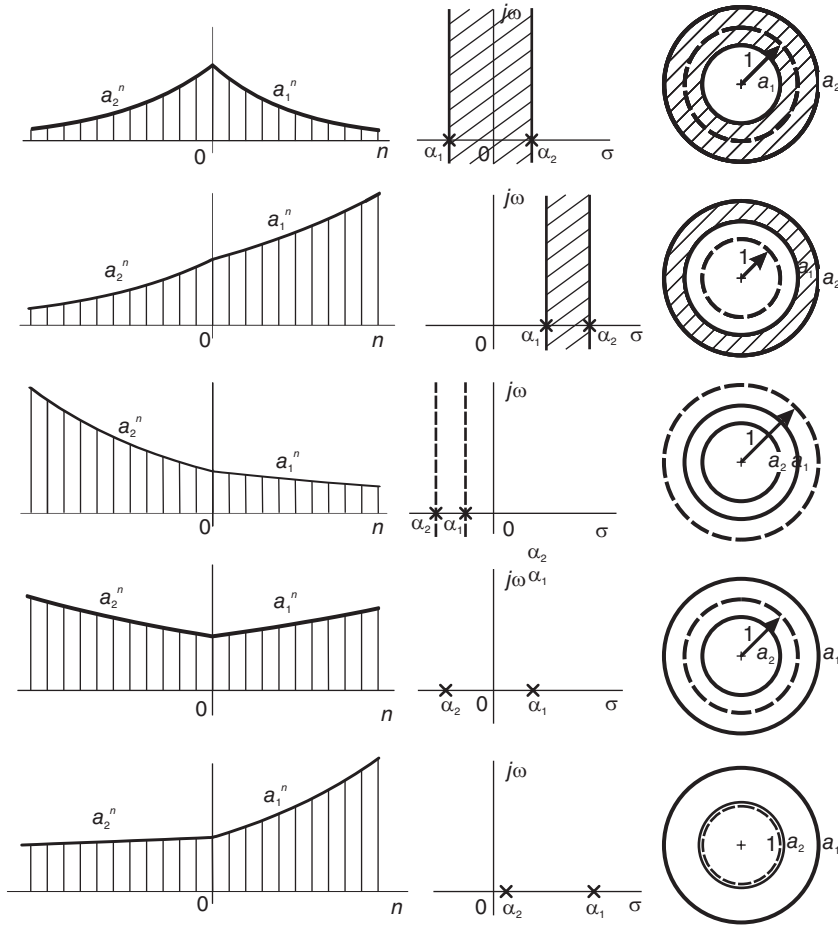 a₂ⁿ a₁ⁿ
0 n
jω
α₁ 0 α₂ σ
1
a₁ a₂
a₂ⁿ a₁ⁿ
0 n
jω
0 α₁ α₂ σ
1 a₁ a₂
a₂ⁿ a₁ⁿ
0 n
jω
α₂ α₁ 0 σ
α₂
α₁
1
a₂ a₁
a₂ⁿ a₁ⁿ
0 n
jω
α₂ 0 α₁ σ
1
a₂ a₁
a₂ⁿ a₁ⁿ
0 n
jω
0 α₂ α₁ σ
1 a₂ a₁